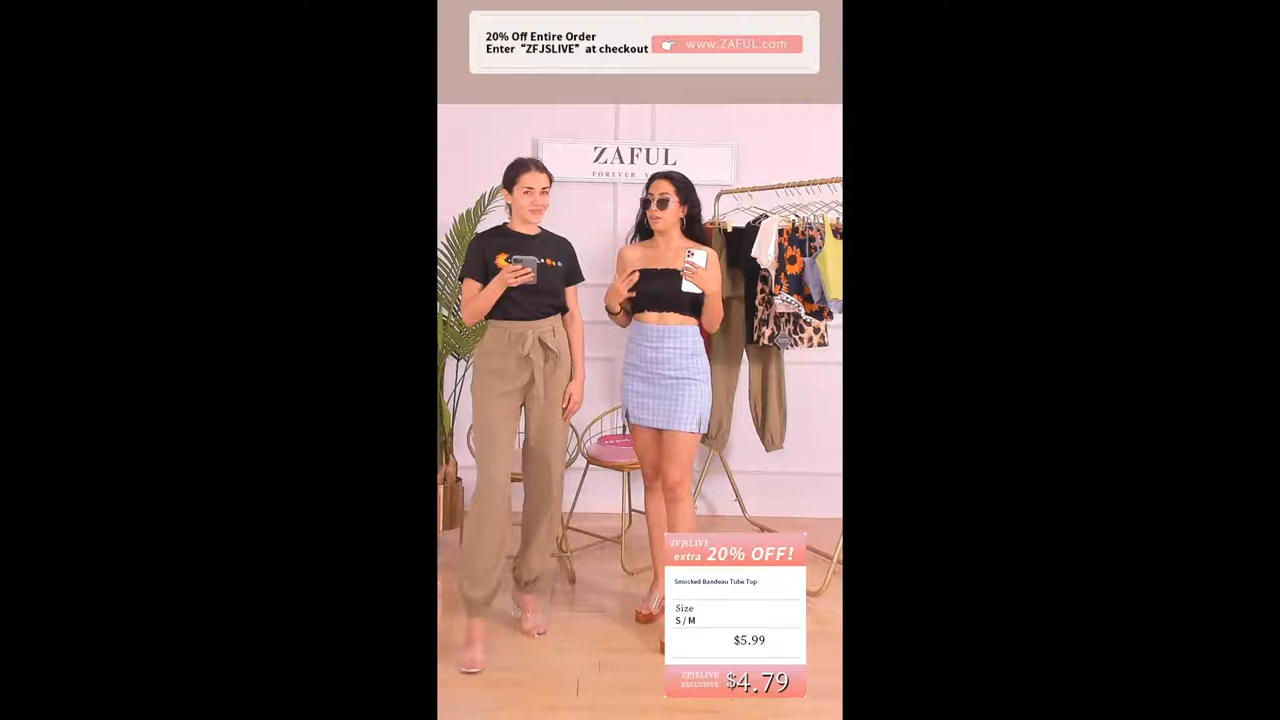 20% Off Entire Order
Enter “ZFJSLIVE” at checkout
www.ZAFUL.com
ZAFUL
FOREVER
ZFJSLIVE
extra 20% OFF!
Smocked Bandeau Tube Top
Size
S / M
$5.99
ZFJSLIVE
EXCLUSIVE
$4.79